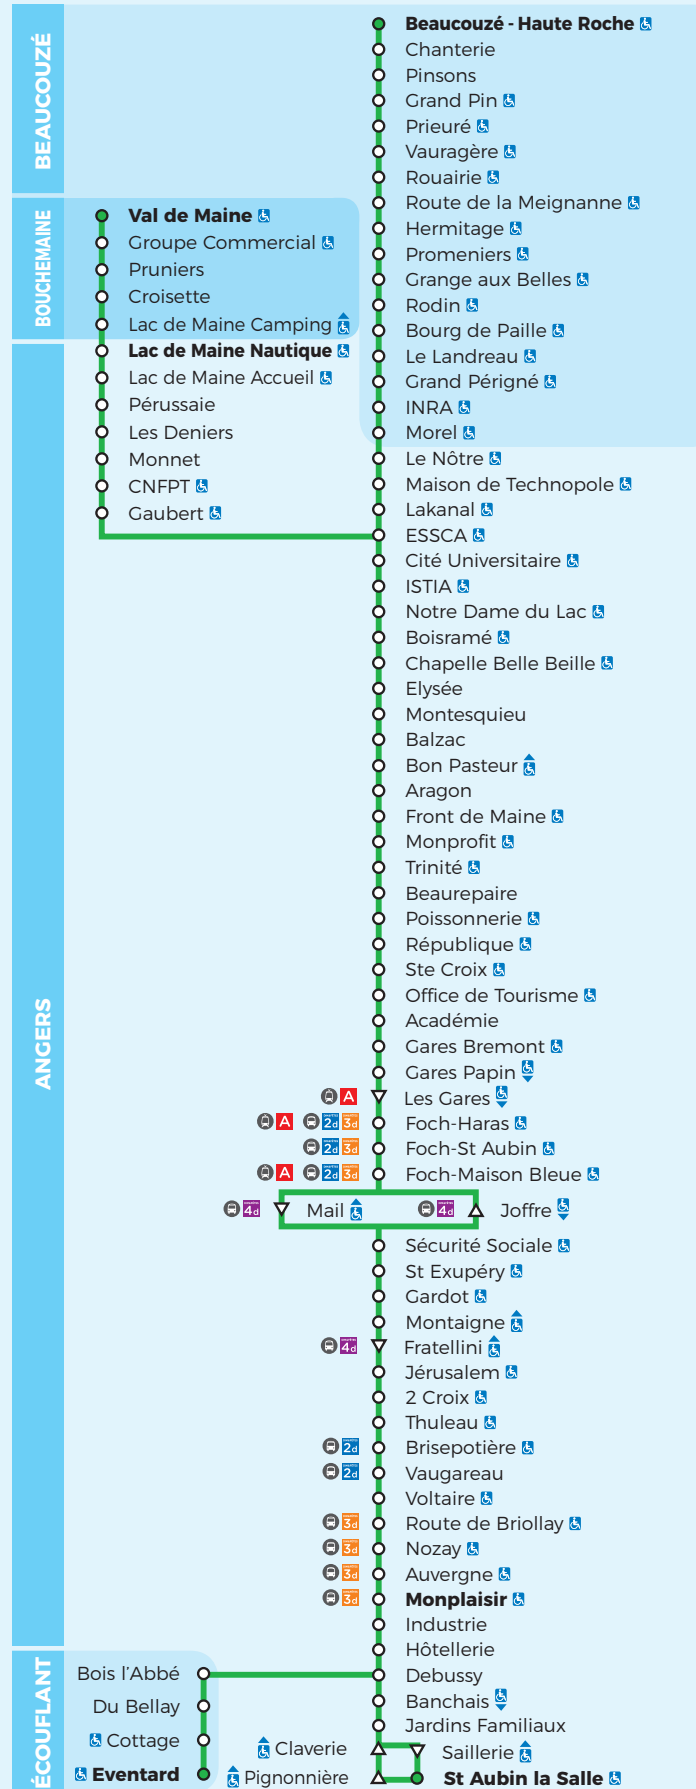 BEAUCOUZÉ
Beaucouzé - Haute Roche
Chanterie
Pinsons
Grand Pin
Prieuré
Vauragère
Rouairie
Route de la Meignanne
Hermitage
Promeniers
Grange aux Belles
Rodin
Bourg de Paille
Le Landreau
Grand Périgné
INRA
Morel
BOUCHEMAINE
Val de Maine
Groupe Commercial
Pruniers
Croisette
Lac de Maine Camping
Lac de Maine Nautique
Lac de Maine Accueil
Pérussaie
Les Deniers
Monnet
CNFPT
Gaubert
ANGERS
Le Nôtre
Maison de Technopole
Lakanal
ESSCA
Cité Universitaire
ISTIA
Notre Dame du Lac
Boisramé
Chapelle Belle Beille
Elysée
Montesquieu
Balzac
Bon Pasteur
Aragon
Front de Maine
Monprofit
Trinité
Beaurepaire
Poissonnerie
République
Ste Croix
Office de Tourisme
Académie
Gares Bremont
Gares Papin
A Les Gares
A 2d 3d Foch-Haras
2d 3d Foch-St Aubin
A 2d 3d Foch-Maison Bleue
4d Mail 4d Joffre
Sécurité Sociale
St Exupéry
Gardot
Montaigne
4d Fratellini
Jérusalem
2 Croix
Thuleau
2d Brisepotière
2d Vaugareau
Voltaire
3d Route de Briollay
3d Nozay
3d Auvergne
3d Monplaisir
Industrie
Hôtellerie
ÉCOUFLANT
Bois l'Abbé
Du Bellay
Cottage
Eventard
Debussy
Banchais
Jardins Familiaux
Claverie Saillerie
Pignonnière St Aubin la Salle